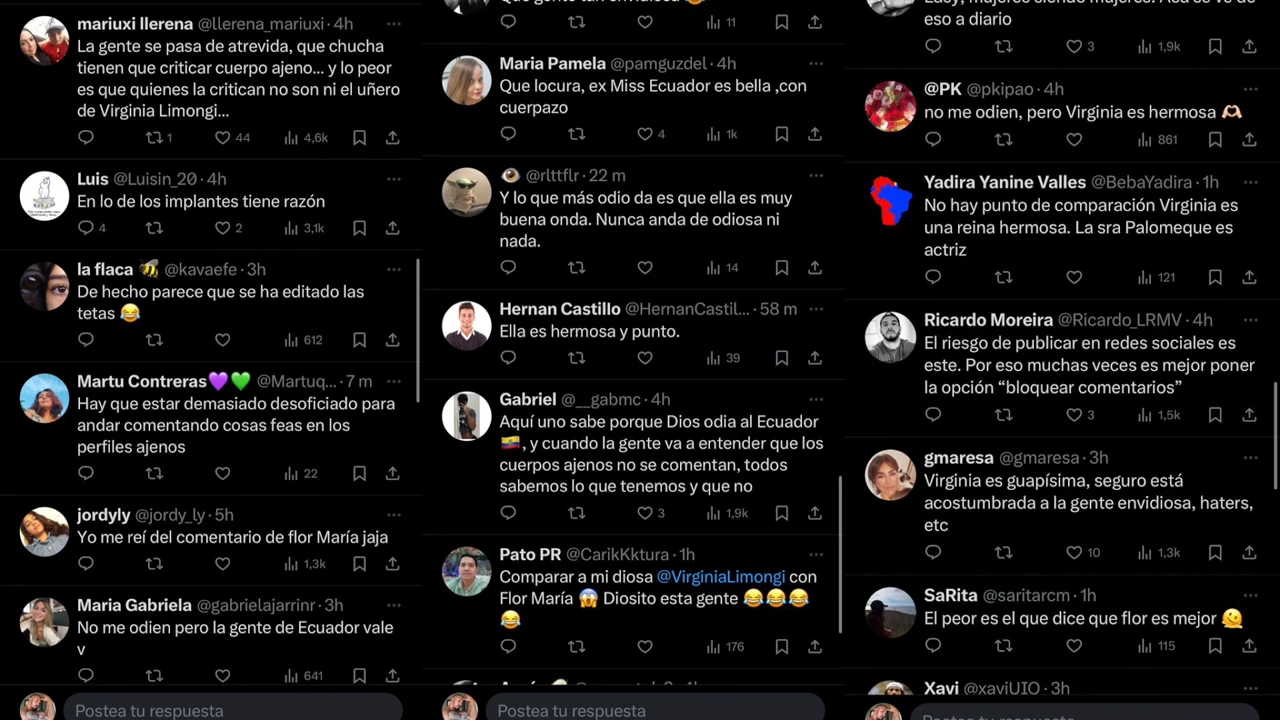 mariuxi llerena @llerena_mariuxi · 4h
La gente se pasa de atrevida, que chucha
tienen que criticar cuerpo ajeno... y lo peor
es que quienes la critican no son ni el uñero
de Virginia Limongi...
1 44 4,6k
Luis @Luisin_20 · 4h
En lo de los implantes tiene razón
4 2 3,1k
la flaca 🐝 @kavaefe · 3h
De hecho parece que se ha editado las
tetas 😂
612
Martu Contreras💜💚 @Martuq... · 7 m
Hay que estar demasiado desoficiado para
andar comentando cosas feas en los
perfiles ajenos
22
jordyly @jordy_ly · 5h
Yo me reí del comentario de flor María jaja
1,3k
Maria Gabriela @gabrielajarrinr · 3h
No me odien pero la gente de Ecuador vale
v
641
Postea tu respuesta
11
Maria Pamela @pamguzdel · 4h
Que locura, ex Miss Ecuador es bella ,con
cuerpazo
4 1k
👁️ @rlttflr · 22 m
Y lo que más odio da es que ella es muy
buena onda. Nunca anda de odiosa ni
nada.
14
Hernan Castillo @HernanCastil... · 58 m
Ella es hermosa y punto.
39
Gabriel @__gabmc · 4h
Aquí uno sabe porque Dios odia al Ecuador
🇪🇨, y cuando la gente va a entender que los
cuerpos ajenos no se comentan, todos
sabemos lo que tenemos y que no
3 1,9k
Pato PR @CarikKktura · 1h
Comparar a mi diosa @VirginiaLimongi con
Flor María 😱 Diosito esta gente 😂😂😂
😂
176
Postea tu respuesta
eso a diario
3 1,9k
@PK @pkipao · 4h
no me odien, pero Virginia es hermosa 🫶🏻
861
Yadira Yanine Valles @BebaYadira · 1h
No hay punto de comparación Virginia es
una reina hermosa. La sra Palomeque es
actriz
121
Ricardo Moreira @Ricardo_LRMV · 4h
El riesgo de publicar en redes sociales es
este. Por eso muchas veces es mejor poner
la opción “bloquear comentarios”
3 1,5k
gmaresa @gmaresa · 3h
Virginia es guapísima, seguro está
acostumbrada a la gente envidiosa, haters,
etc
10 1,3k
SaRita @saritarcm · 1h
El peor es el que dice que flor es mejor 🫠
115
Xavi @xaviUIO · 3h